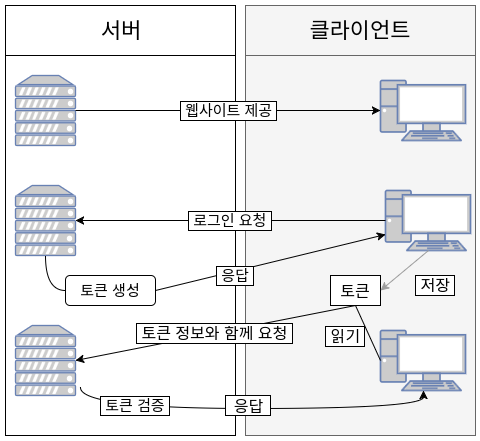 서버
클라이언트
웹사이트 제공
로그인 요청
토큰 생성
응답
토큰
저장
토큰 정보와 함께 요청
읽기
토큰 검증
응답